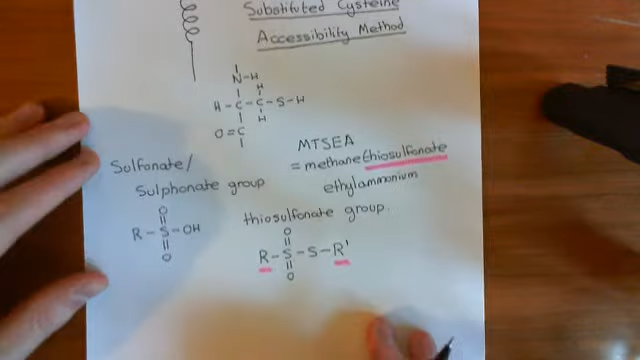 Substituted Cysteine
Accessibility Method
N-H
H
H-C-C-S-H
H
O=C
MTSEA
= methanethiosulfonate
ethylammonium
Sulfonate/
Sulphonate group
O
R-S-OH
O
thiosulfonate group.
O
R-S-S-R'
O